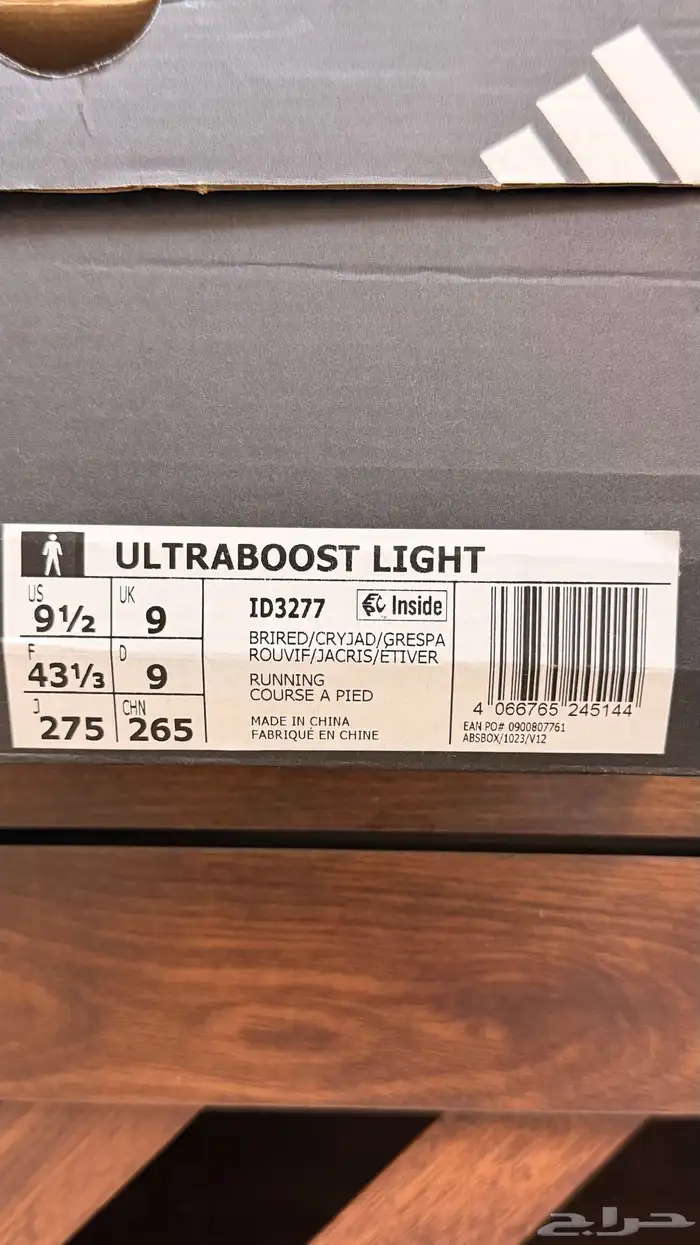 ULTRABOOST LIGHT
US
9½
UK
9
F
43⅓
D
9
J
275
CHN
265
ID3277
Inside
BRIRED/CRYJAD/GRESPA
ROUVIF/JACRIS/ÉTIVER
RUNNING
COURSE A PIED
MADE IN CHINA
FABRIQUÉ EN CHINE
4 066765 245144
EAN PO# 0900807761
ABSBOX/1023/V12
حراج